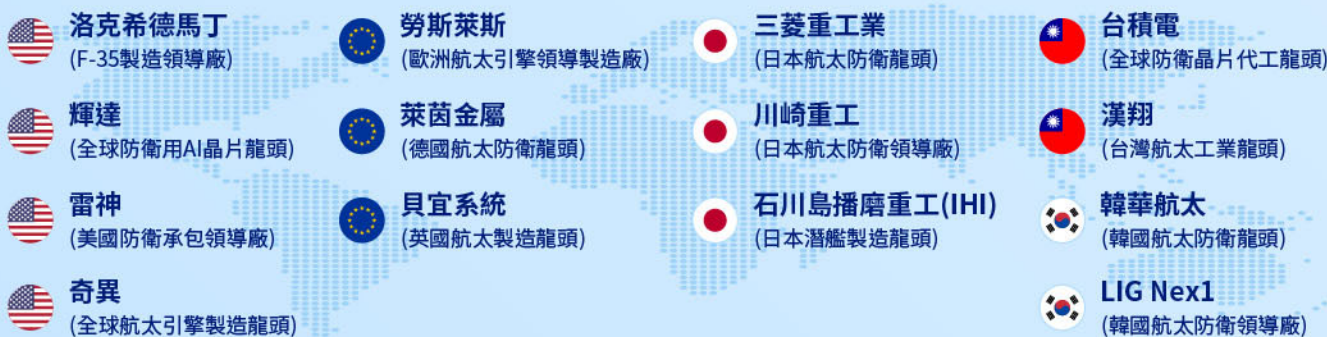 洛克希德馬丁
(F-35製造領導廠)
輝達
(全球防衛用AI晶片龍頭)
雷神
(美國防衛承包領導廠)
奇異
(全球航太引擎製造龍頭)
勞斯萊斯
(歐洲航太引擎領導製造廠)
萊茵金屬
(德國航太防衛龍頭)
貝宜系統
(英國航太製造龍頭)
三菱重工業
(日本航太防衛龍頭)
川崎重工
(日本航太防衛領導廠)
石川島播磨重工(IHI)
(日本潛艦製造龍頭)
台積電
(全球防衛晶片代工龍頭)
漢翔
(台灣航太工業龍頭)
韓華航太
(韓國航太防衛龍頭)
LIG Nex1
(韓國航太防衛領導廠)